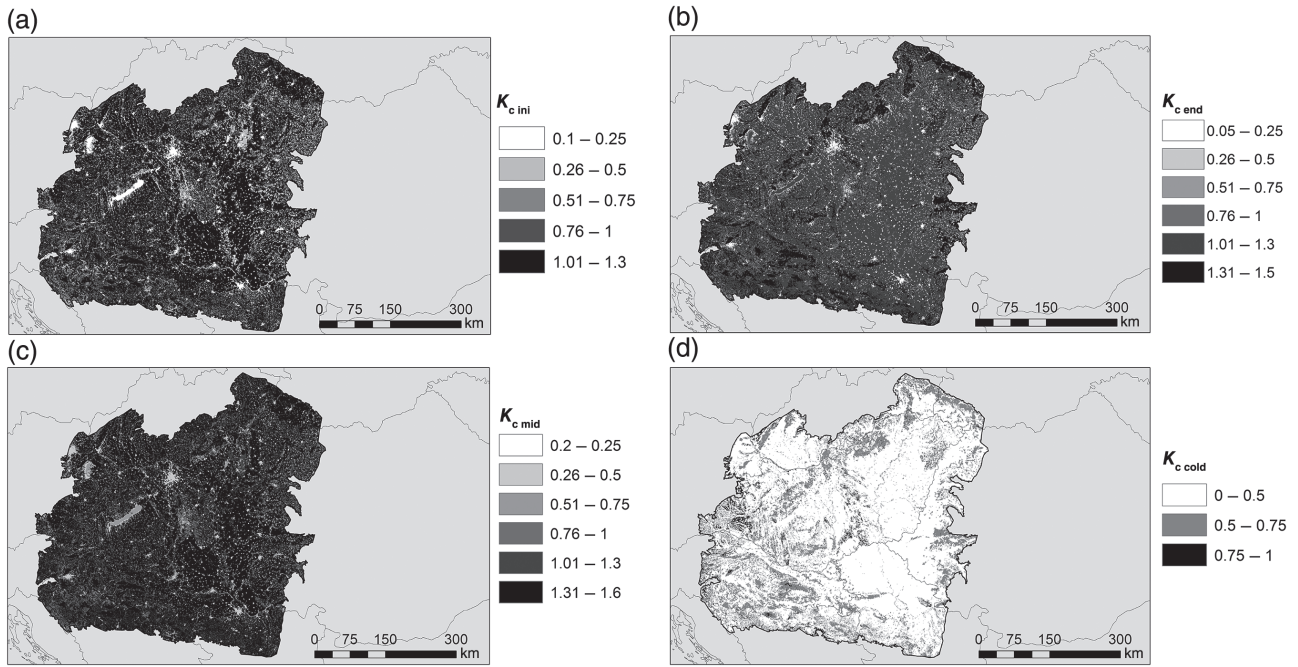 (a)
K c ini
0.1 – 0.25
0.26 – 0.5
0.51 – 0.75
0.76 – 1
1.01 – 1.3
0 75 150 300
km
(b)
K c end
0.05 – 0.25
0.26 – 0.5
0.51 – 0.75
0.76 – 1
1.01 – 1.3
1.31 – 1.5
0 75 150 300
km
(c)
K c mid
0.2 – 0.25
0.26 – 0.5
0.51 – 0.75
0.76 – 1
1.01 – 1.3
1.31 – 1.6
0 75 150 300
km
(d)
K c cold
0 – 0.5
0.5 – 0.75
0.75 – 1
0 75 150 300
km